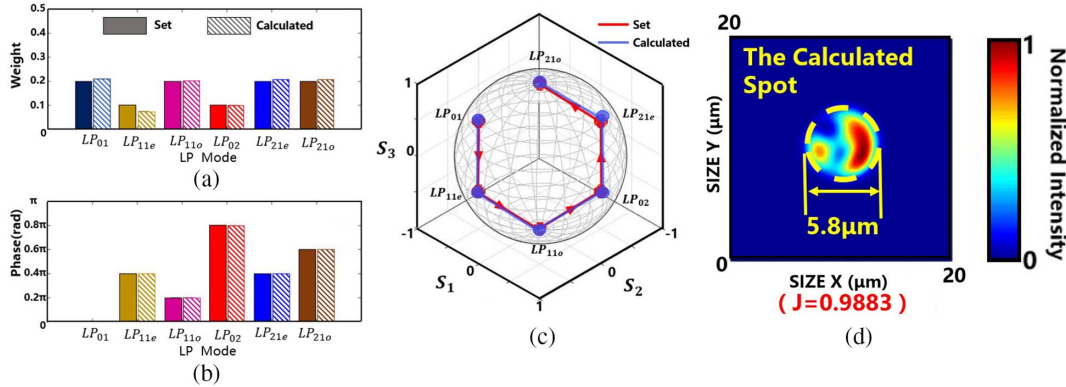 0.5
Set
Calculated
0.4
0.3
0.2
0.1
0
Weight
LP01
LP11e
LP11o
LP02
LP21e
LP21o
LP Mode
(a)
π
0.8π
0.6π
0.4π
0.2π
0
Phase(rad)
LP01
LP11e
LP11o
LP02
LP21e
LP21o
LP Mode
(b)
Set
Calculated
LP21o
1
LP01
LP21e
S3
0
LP11e
LP02
-1
LP11o
-1
0
0
S1
S2
1
(c)
20
The Calculated
Spot
SIZE Y (μm)
5.8μm
0
20
SIZE X (μm)
( J=0.9883 )
(d)
1
0
Normalized Intensity